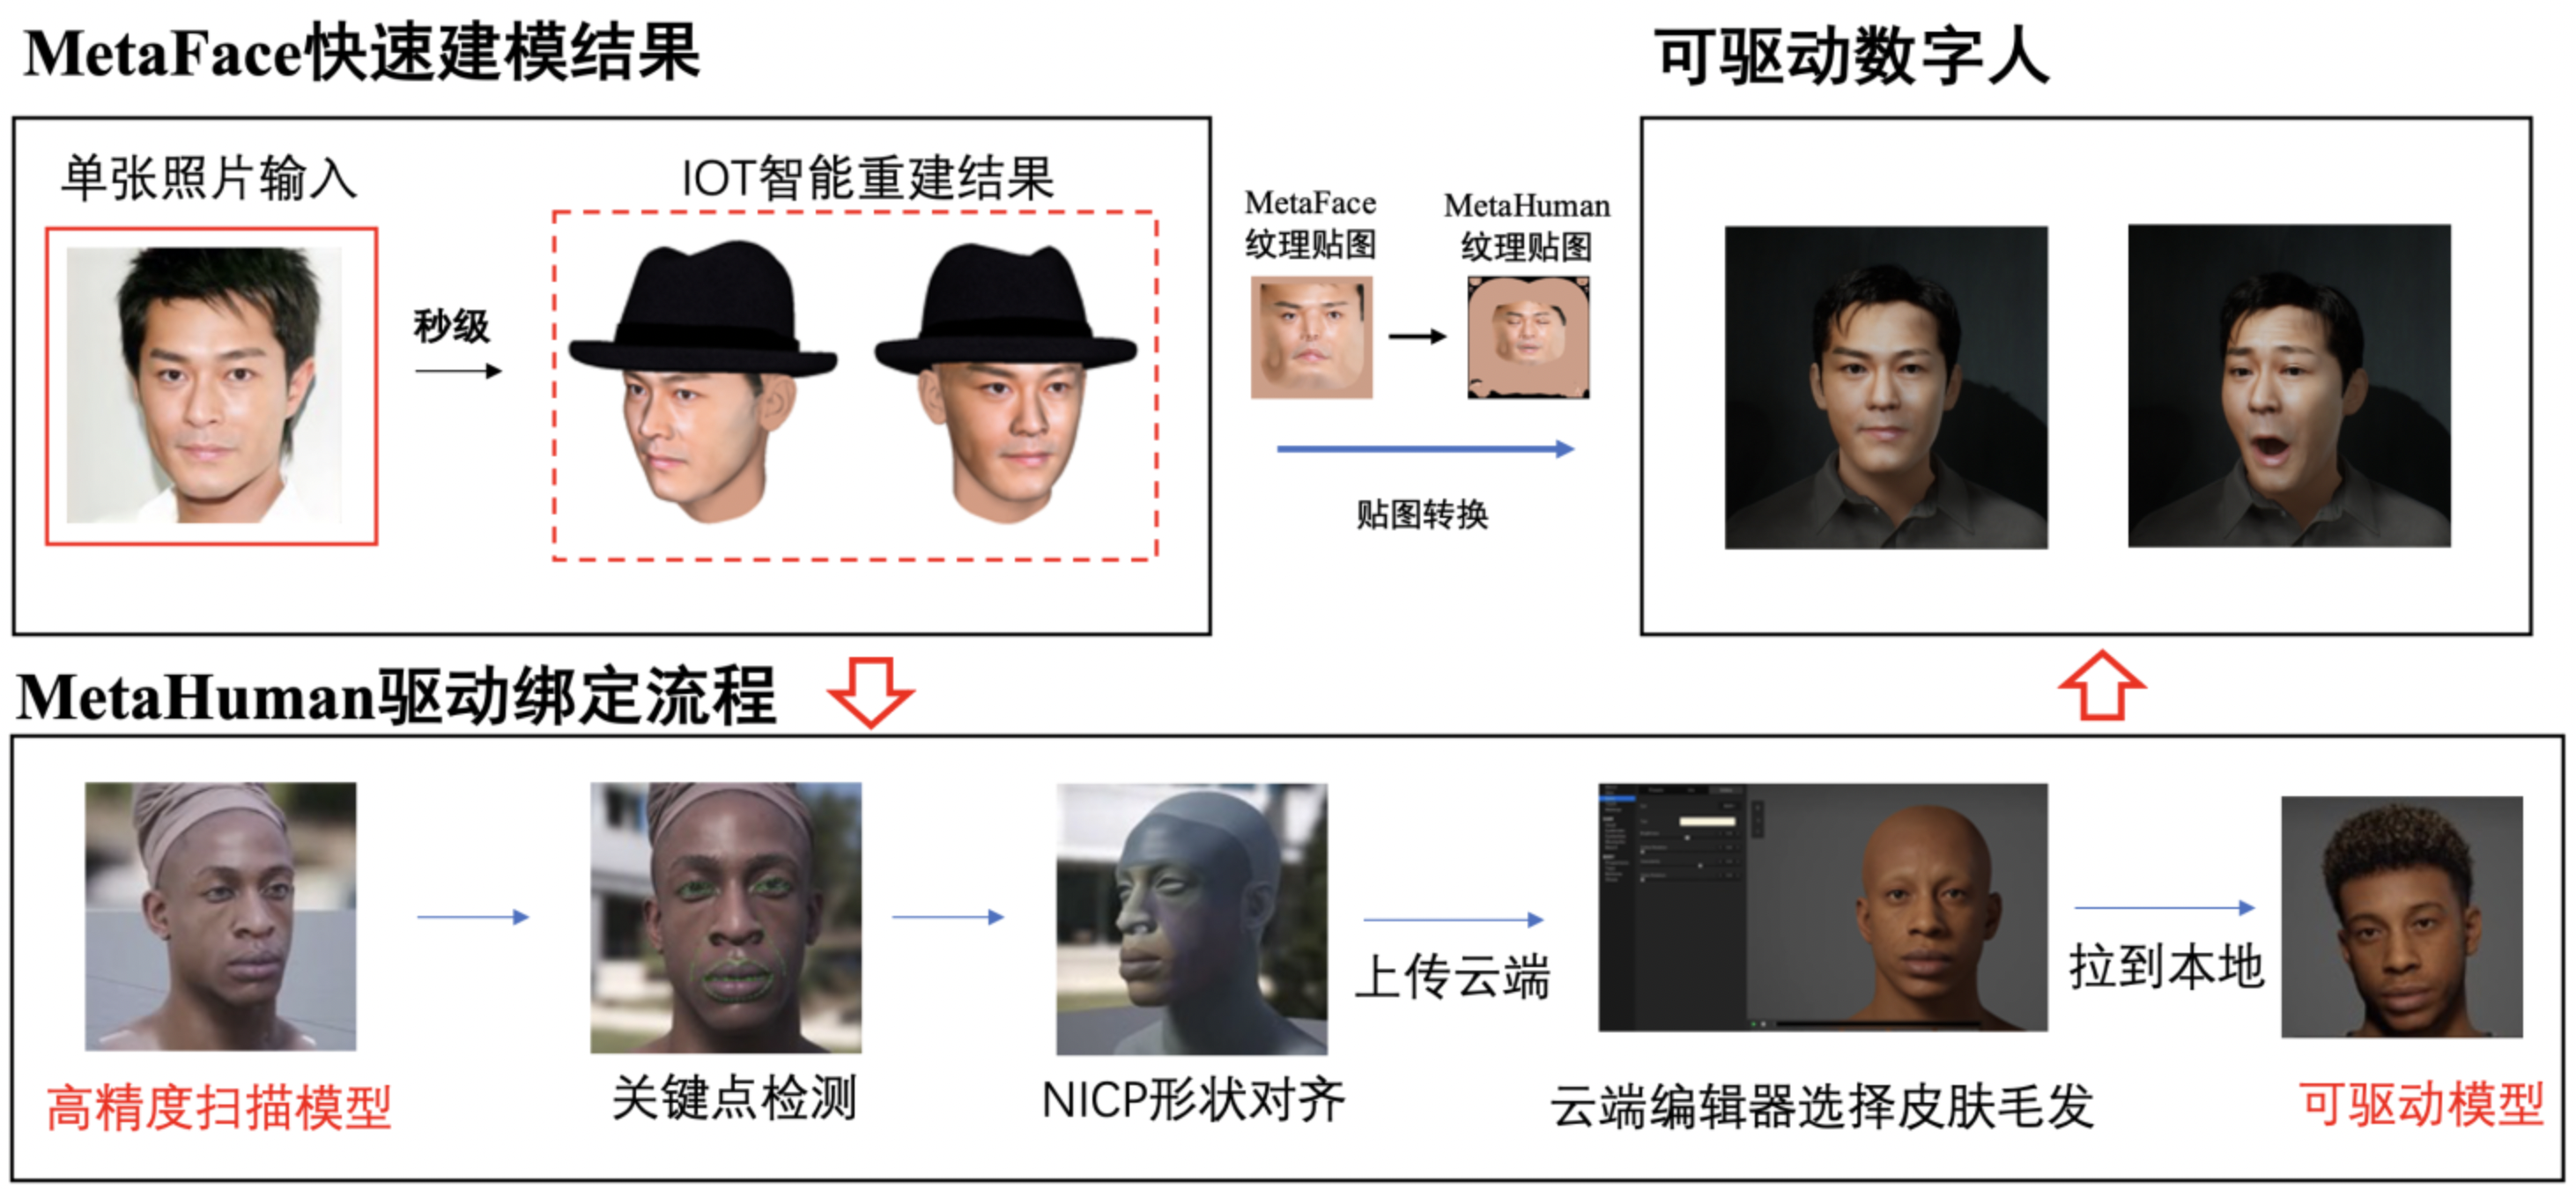 MetaFace快速建模结果
可驱动数字人
单张照片输入
IOT智能重建结果
秒级
MetaFace
纹理贴图
MetaHuman
纹理贴图
贴图转换
MetaHuman驱动绑定流程
上传云端
拉到本地
高精度扫描模型
关键点检测
NICP形状对齐
云端编辑器选择皮肤毛发
可驱动模型